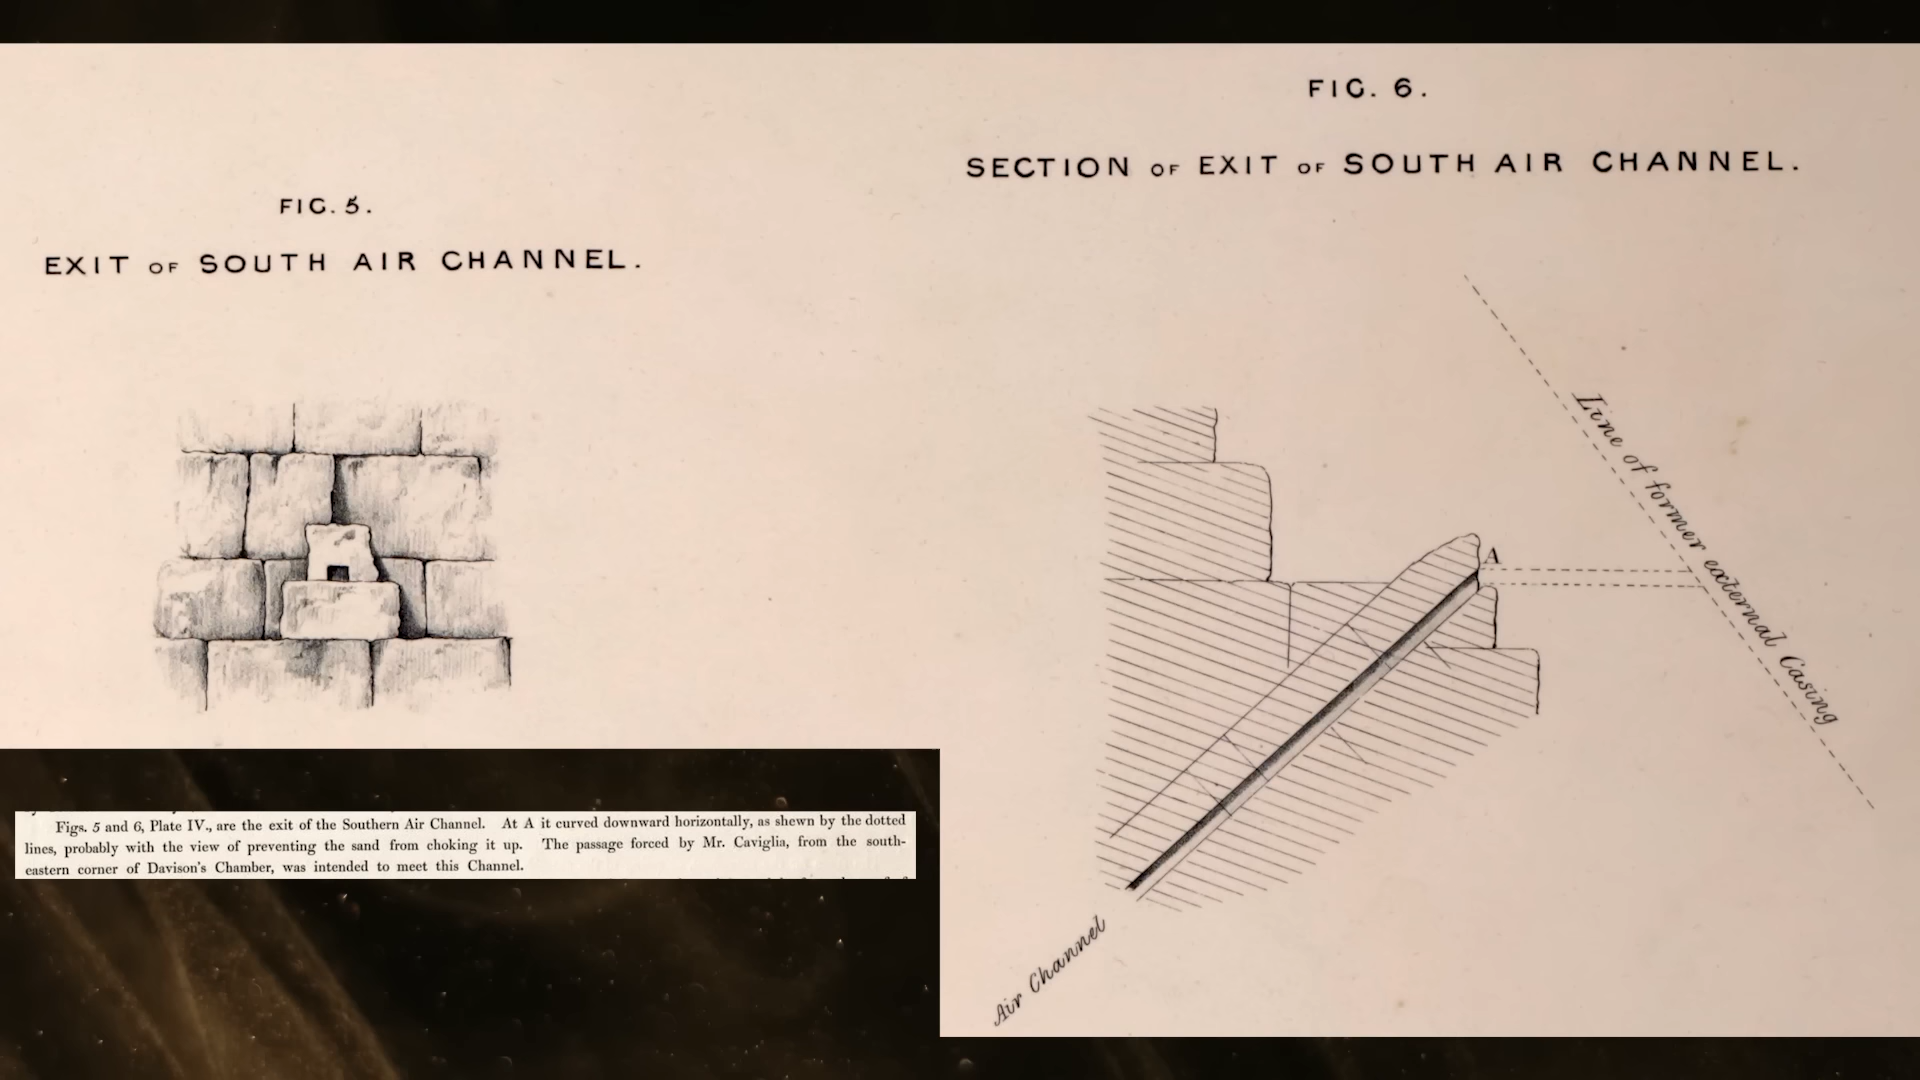 FIG. 5.
EXIT OF SOUTH AIR CHANNEL.
FIG. 6.
SECTION OF EXIT OF SOUTH AIR CHANNEL.
A
Line of former external Casing
Air Channel
Figs. 5 and 6, Plate IV., are the exit of the Southern Air Channel. At A it curved downward horizontally, as shewn by the dotted
lines, probably with the view of preventing the sand from choking it up. The passage forced by Mr. Caviglia, from the south-
eastern corner of Davison's Chamber, was intended to meet this Channel.